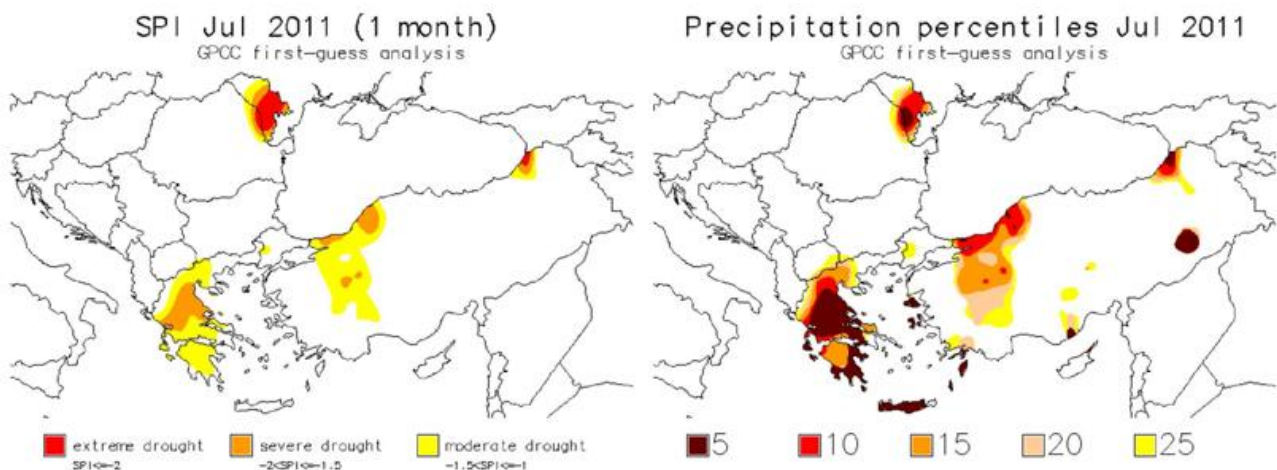 SPI Jul 2011 (1 month)
GPCC first-guess analysis
Precipitation percentiles Jul 2011
GPCC first-guess analysis
extreme drought
SPI<=-2
severe drought
-2<SPI<=-1.5
moderate drought
-1.5<SPI<=-1
5
10
15
20
25